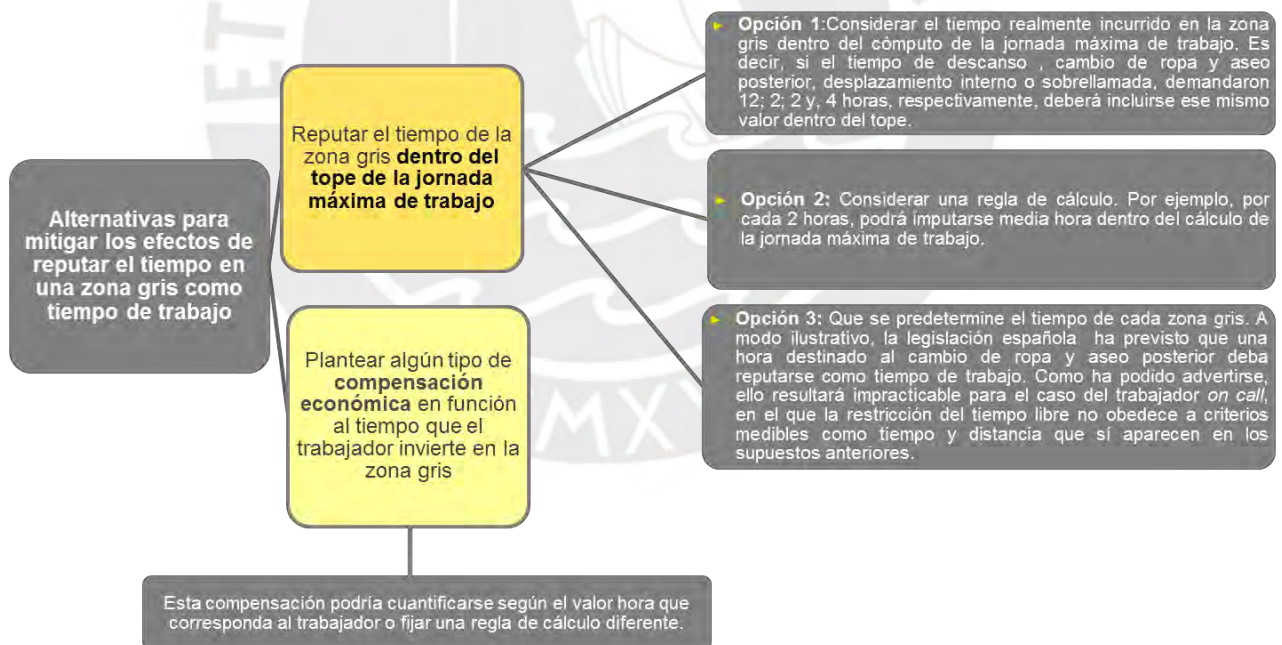 Alternativas para
mitigar los efectos de
reputar el tiempo en
una zona gris como
tiempo de trabajo
Reputar el tiempo de la
zona gris dentro del
tope de la jornada
máxima de trabajo
Opción 1:Considerar el tiempo realmente incurrido en la zona
gris dentro del cómputo de la jornada máxima de trabajo. Es
decir, si el tiempo de descanso , cambio de ropa y aseo
posterior, desplazamiento interno o sobrellamada, demandaron
12; 2; 2 y, 4 horas, respectivamente, deberá incluirse ese mismo
valor dentro del tope.
Opción 2: Considerar una regla de cálculo. Por ejemplo, por
cada 2 horas, podrá imputarse media hora dentro del cálculo de
la jornada máxima de trabajo.
Opción 3: Que se predetermine el tiempo de cada zona gris. A
modo ilustrativo, la legislación española ha previsto que una
hora destinado al cambio de ropa y aseo posterior deba
reputarse como tiempo de trabajo. Como ha podido advertirse,
ello resultará impracticable para el caso del trabajador on call,
en el que la restricción del tiempo libre no obedece a criterios
medibles como tiempo y distancia que sí aparecen en los
supuestos anteriores.
Plantear algún tipo de
compensación
económica en función
al tiempo que el
trabajador invierte en la
zona gris
Esta compensación podría cuantificarse según el valor hora que
corresponda al trabajador o fijar una regla de cálculo diferente.
ET
MXV